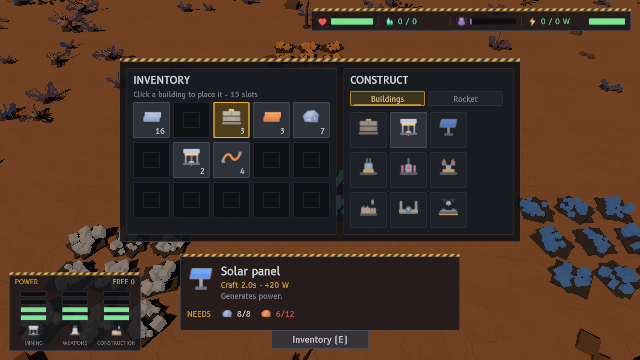 0 / 0
0 / 0 W
INVENTORY
Click a building to place it - 15 slots
16
3
3
7
2
4
CONSTRUCT
Buildings
Rocket
POWER
FREE 0
MINING
WEAPONS
CONSTRUCTION
Solar panel
Craft 2.0s - +20 W
Generates power.
NEEDS
8/8
6/12
Inventory [E]